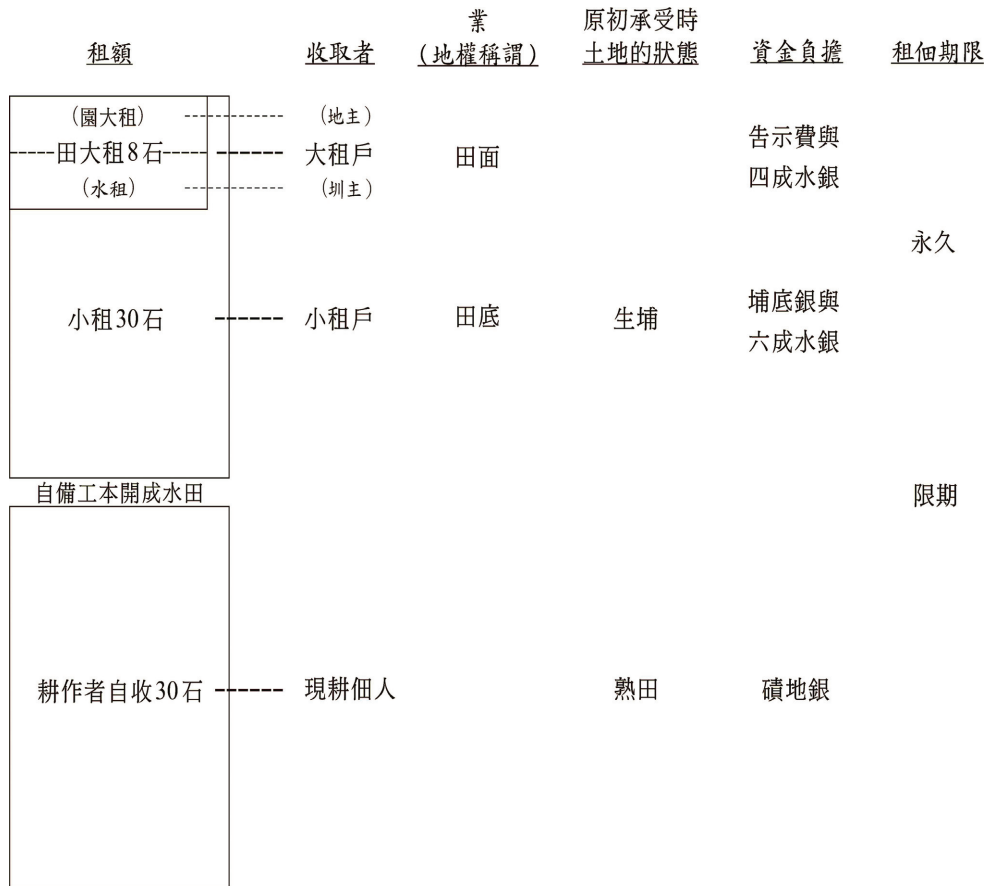 業
原初承受時
租額 收取者 (地權稱謂) 土地的狀態 資金負擔 租佃期限
(園大租) (地主)
告示費與
田大租8石 大租戶 田面
四成水銀
(水租) (圳主)
永久
埔底銀與
小租30石 小租戶 田底 生埔
六成水銀
自備工本開成水田 限期
耕作者自收30石 現耕佃人 熟田 磧地銀